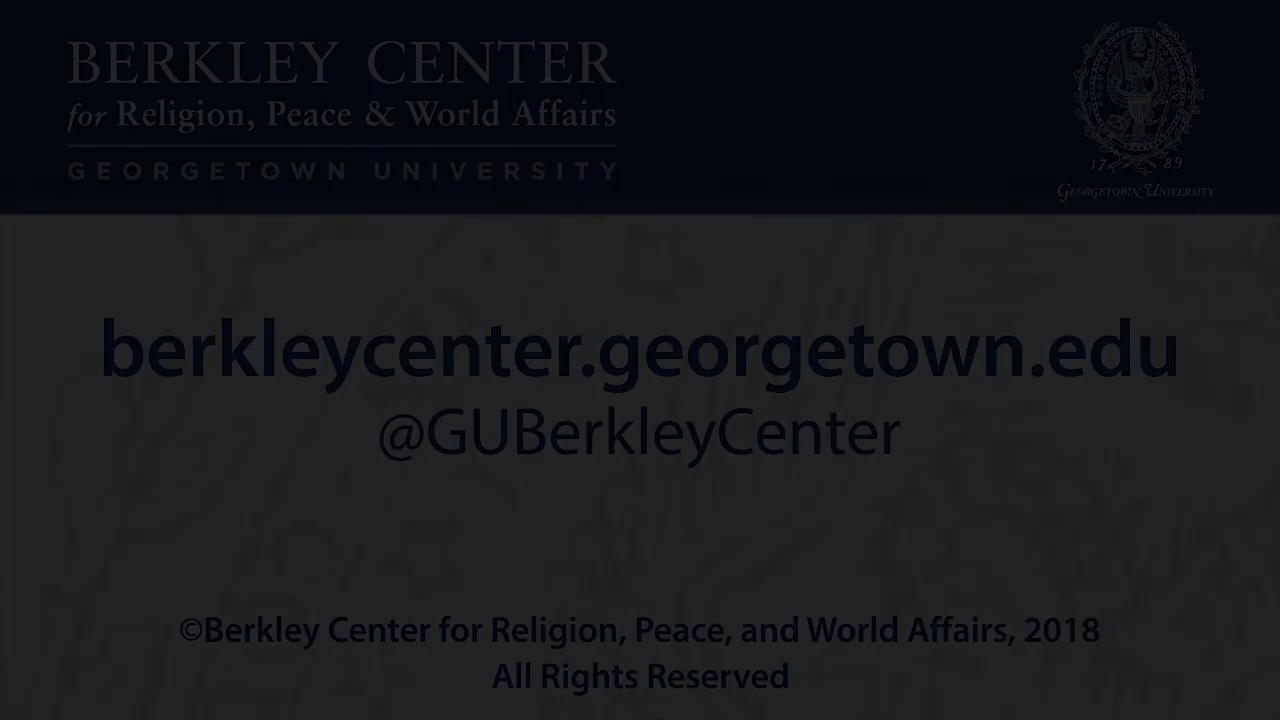 BERKLEY CENTER
for Religion, Peace & World Affairs
GEORGETOWN UNIVERSITY
17 89
GEORGETOWN UNIVERSITY
berkleycenter.georgetown.edu
@GUBerkleyCenter
©Berkley Center for Religion, Peace, and World Affairs, 2018
All Rights Reserved